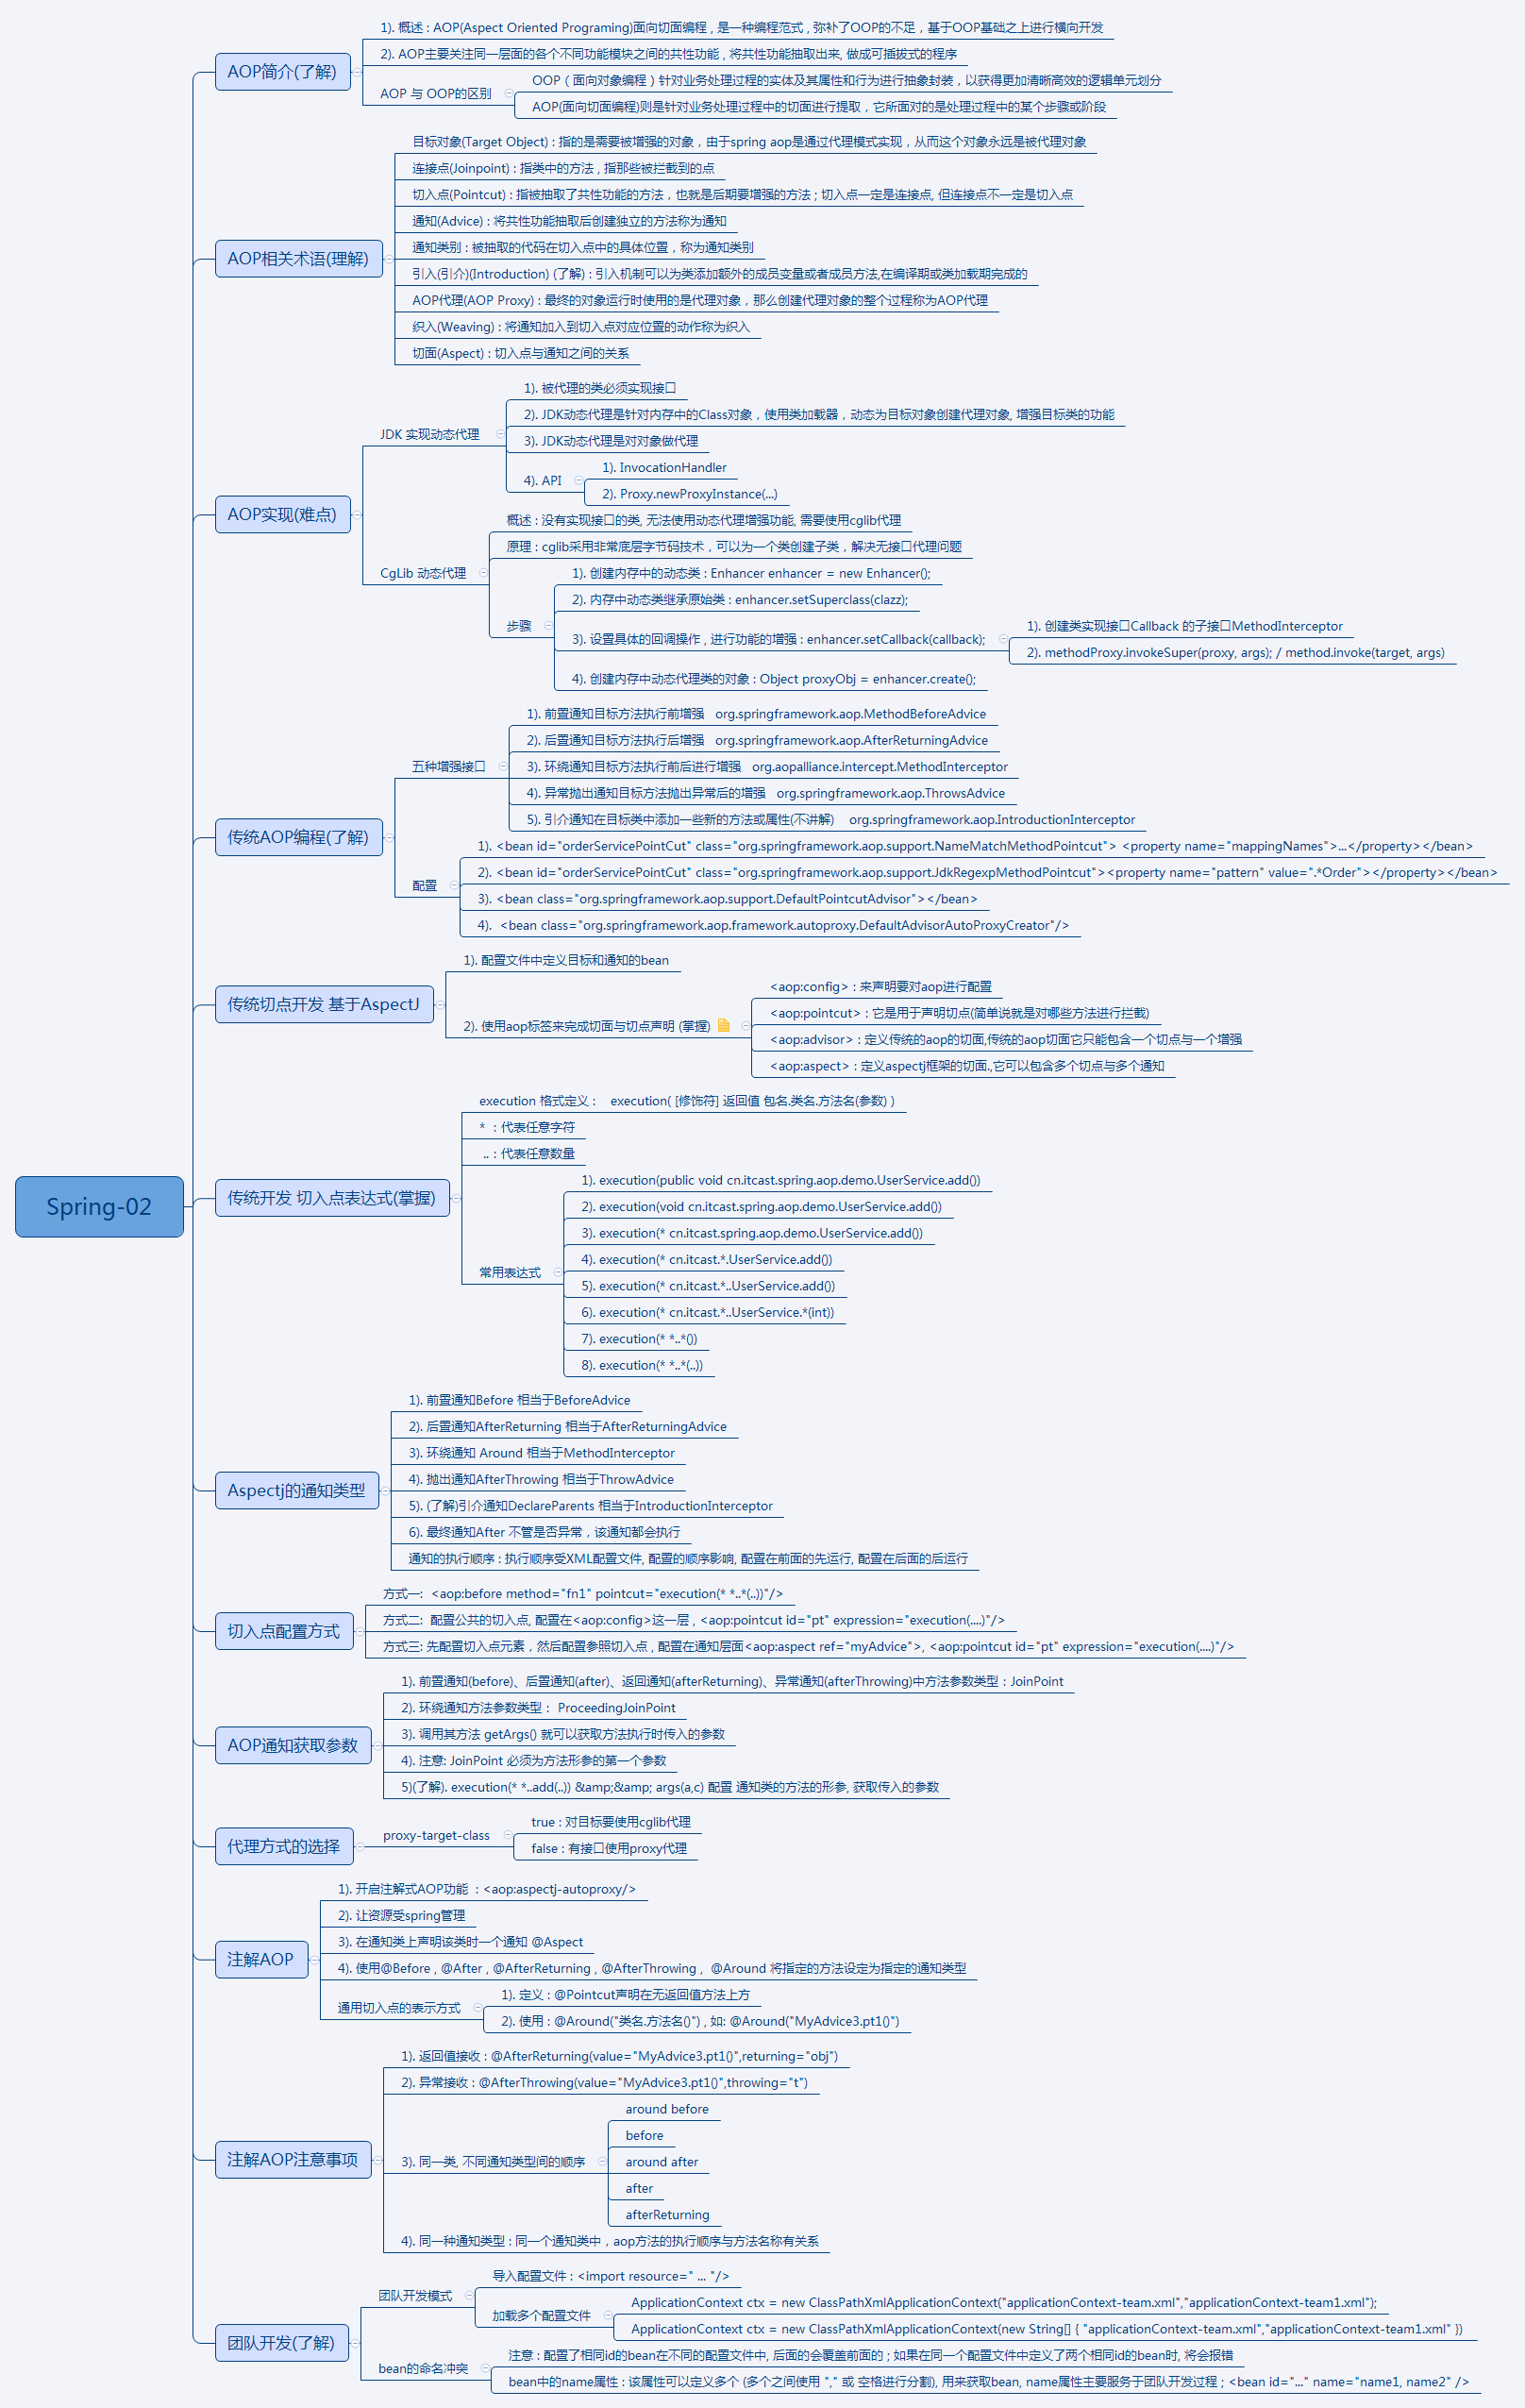 Spring-02
AOP简介(了解)
1). 概述 : AOP(Aspect Oriented Programing)面向切面编程 , 是一种编程范式 , 弥补了OOP的不足，基于OOP基础之上进行横向开发
2). AOP主要关注同一层面的各个不同功能模块之间的共性功能 , 将共性功能抽取出来, 做成可插拔式的程序
AOP 与 OOP的区别
OOP ( 面向对象编程 ) 针对业务处理过程的实体及其属性和行为进行抽象封装，以获得更加清晰高效的逻辑单元划分
AOP(面向切面编程)则是针对业务处理过程中的切面进行提取，它所面对的是处理过程中的某个步骤或阶段
AOP相关术语(理解)
目标对象(Target Object) : 指的是需要被增强的对象，由于spring aop是通过代理模式实现，从而这个对象永远是被代理对象
连接点(Joinpoint) : 指类中的方法 , 指那些被拦截到的点
切入点(Pointcut) : 指被抽取了共性功能的方法，也就是后期要增强的方法 ; 切入点一定是连接点, 但连接点不一定是切入点
通知(Advice) : 将共性功能抽取后创建独立的方法称为通知
通知类别 : 被抽取的代码在切入点中的具体位置，称为通知类别
引入(引介)(Introduction) (了解) : 引入机制可以为类添加额外的成员变量或者成员方法,在编译期或类加载期完成的
AOP代理(AOP Proxy) : 最终的对象运行时使用的是代理对象，那么创建代理对象的整个过程称为AOP代理
织入(Weaving) : 将通知加入到切入点对应位置的动作称为织入
切面(Aspect) : 切入点与通知之间的关系
AOP实现(难点)
JDK 实现动态代理
1). 被代理的类必须实现接口
2). JDK动态代理是针对内存中的Class对象，使用类加载器，动态为目标对象创建代理对象, 增强目标类的功能
3). JDK动态代理是对对象做代理
4). API
1). InvocationHandler
2). Proxy.newProxyInstance(...)
CgLib 动态代理
概述 : 没有实现接口的类, 无法使用动态代理增强功能, 需要使用cglib代理
原理 : cglib采用非常底层字节码技术，可以为一个类创建子类，解决无接口代理问题
步骤
1). 创建内存中的动态类 : Enhancer enhancer = new Enhancer();
2). 内存中动态类继承原始类 : enhancer.setSuperclass(clazz);
3). 设置具体的回调操作 , 进行功能的增强 : enhancer.setCallback(callback);
1). 创建类实现接口Callback 的子接口MethodInterceptor
2). methodProxy.invokeSuper(proxy, args); / method.invoke(target, args)
4). 创建内存中动态代理类的对象 : Object proxyObj = enhancer.create();
传统AOP编程(了解)
五种增强接口
1). 前置通知目标方法执行前增强 org.springframework.aop.MethodBeforeAdvice
2). 后置通知目标方法执行后增强 org.springframework.aop.AfterReturningAdvice
3). 环绕通知目标方法执行前后进行增强 org.aopalliance.intercept.MethodInterceptor
4). 异常抛出通知目标方法抛出异常后的增强 org.springframework.aop.ThrowsAdvice
5). 引介通知在目标类中添加一些新的方法或属性(不讲解) org.springframework.aop.IntroductionInterceptor
配置
1). <bean id="orderServicePointCut" class="org.springframework.aop.support.NameMatchMethodPointcut"> <property name="mappingNames">...</property></bean>
2). <bean id="orderServicePointCut" class="org.springframework.aop.support.JdkRegexpMethodPointcut"><property name="pattern" value=".*Order"></property></bean>
3). <bean class="org.springframework.aop.support.DefaultPointcutAdvisor"></bean>
4). <bean class="org.springframework.aop.framework.autoproxy.DefaultAdvisorAutoProxyCreator"/>
传统切点开发 基于AspectJ
1). 配置文件中定义目标和通知的bean
2). 使用aop标签来完成切面与切点声明 (掌握)
<aop:config> : 来声明要对aop进行配置
<aop:pointcut> : 它是用于声明切点(简单说就是对哪些方法进行拦截)
<aop:advisor> : 定义传统的aop的切面,传统的aop切面它只能包含一个切点与一个增强
<aop:aspect> : 定义aspectj框架的切面.,它可以包含多个切点与多个通知
传统开发 切入点表达式(掌握)
execution 格式定义 : execution( [修饰符] 返回值 包名.类名.方法名(参数) )
* : 代表任意字符
.. : 代表任意数量
常用表达式
1). execution(public void cn.itcast.spring.aop.demo.UserService.add())
2). execution(void cn.itcast.spring.aop.demo.UserService.add())
3). execution(* cn.itcast.spring.aop.demo.UserService.add())
4). execution(* cn.itcast.*.UserService.add())
5). execution(* cn.itcast.*..UserService.add())
6). execution(* cn.itcast.*..UserService.*(int))
7). execution(* *..*())
8). execution(* *..*(..))
Aspectj的通知类型
1). 前置通知Before 相当于BeforeAdvice
2). 后置通知AfterReturning 相当于AfterReturningAdvice
3). 环绕通知 Around 相当于MethodInterceptor
4). 抛出通知AfterThrowing 相当于ThrowAdvice
5). (了解)引介通知DeclareParents 相当于IntroductionInterceptor
6). 最终通知After 不管是否异常，该通知都会执行
通知的执行顺序 : 执行顺序受XML配置文件, 配置的顺序影响, 配置在前面的先运行, 配置在后面的后运行
切入点配置方式
方式一: <aop:before method="fn1" pointcut="execution(* *..*(..))"/>
方式二: 配置公共的切入点, 配置在<aop:config>这一层 , <aop:pointcut id="pt" expression="execution(....)"/>
方式三: 先配置切入点元素，然后配置参照切入点 , 配置在通知层面<aop:aspect ref="myAdvice">, <aop:pointcut id="pt" expression="execution(....)"/>
AOP通知获取参数
1). 前置通知(before)、后置通知(after)、返回通知(afterReturning)、异常通知(afterThrowing)中方法参数类型：JoinPoint
2). 环绕通知方法参数类型： ProceedingJoinPoint
3). 调用其方法 getArgs() 就可以获取方法执行时传入的参数
4). 注意: JoinPoint 必须为方法形参的第一个参数
5)(了解). execution(* *..add(..)) &amp;&amp; args(a,c) 配置 通知类的方法的形参, 获取传入的参数
代理方式的选择
proxy-target-class
true : 对目标要使用cglib代理
false : 有接口使用proxy代理
注解AOP
1). 开启注解式AOP功能 : <aop:aspectj-autoproxy/>
2). 让资源受spring管理
3). 在通知类上声明该类时一个通知 @Aspect
4). 使用@Before , @After , @AfterReturning , @AfterThrowing , @Around 将指定的方法设定为指定的通知类型
通用切入点的表示方式
1). 定义 : @Pointcut声明在无返回值方法上方
2). 使用 : @Around("类名.方法名()") , 如: @Around("MyAdvice3.pt1()")
注解AOP注意事项
1). 返回值接收 : @AfterReturning(value="MyAdvice3.pt1()",returning="obj")
2). 异常接收 : @AfterThrowing(value="MyAdvice3.pt1()",throwing="t")
3). 同一类, 不同通知类型间的顺序
around before
before
around after
after
afterReturning
4). 同一种通知类型 : 同一个通知类中，aop方法的执行顺序与方法名称有关系
团队开发(了解)
团队开发模式
导入配置文件 : <import resource=" ... "/>
加载多个配置文件
ApplicationContext ctx = new ClassPathXmlApplicationContext("applicationContext-team.xml","applicationContext-team1.xml");
ApplicationContext ctx = new ClassPathXmlApplicationContext(new String[] { "applicationContext-team.xml","applicationContext-team1.xml" })
bean的命名冲突
注意 : 配置了相同id的bean在不同的配置文件中, 后面的会覆盖前面的 ; 如果在同一个配置文件中定义了两个相同id的bean时, 将会报错
bean中的name属性 : 该属性可以定义多个 (多个之间使用 "," 或 空格进行分割), 用来获取bean, name属性主要服务于团队开发过程 ; <bean id="..." name="name1, name2" />